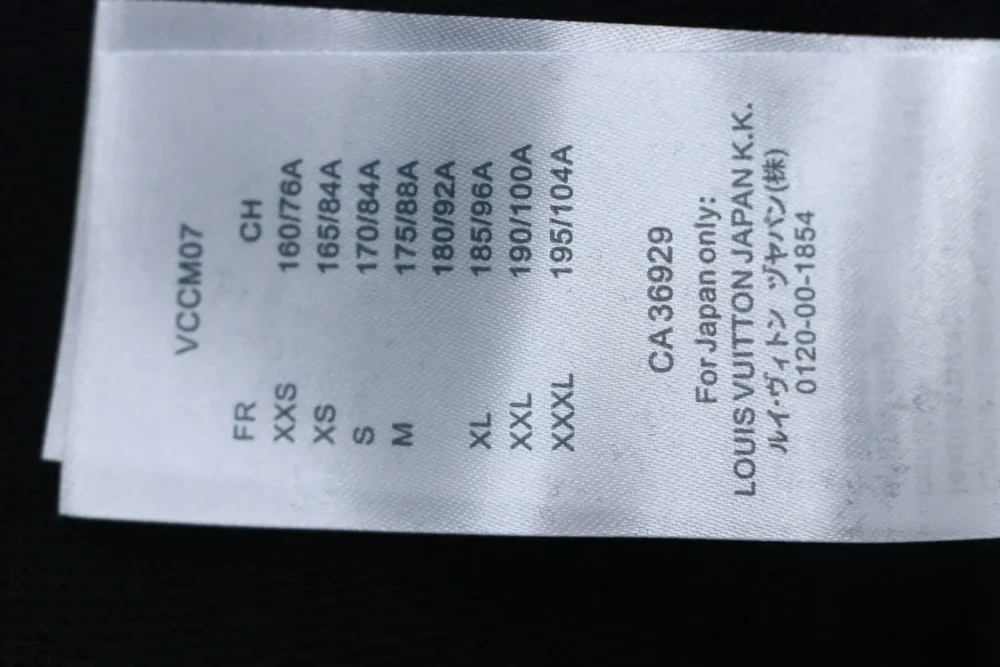 VCCM07
FR CH
XXS 160/76A
XS 165/84A
S 170/84A
M 175/88A
180/92A
XL 185/96A
XXL 190/100A
XXXL 195/104A
CA 36929
For Japan only:
LOUIS VUITTON JAPAN K.K.
ルイ・ヴィトン ヅャパン(株)
0120-00-1854